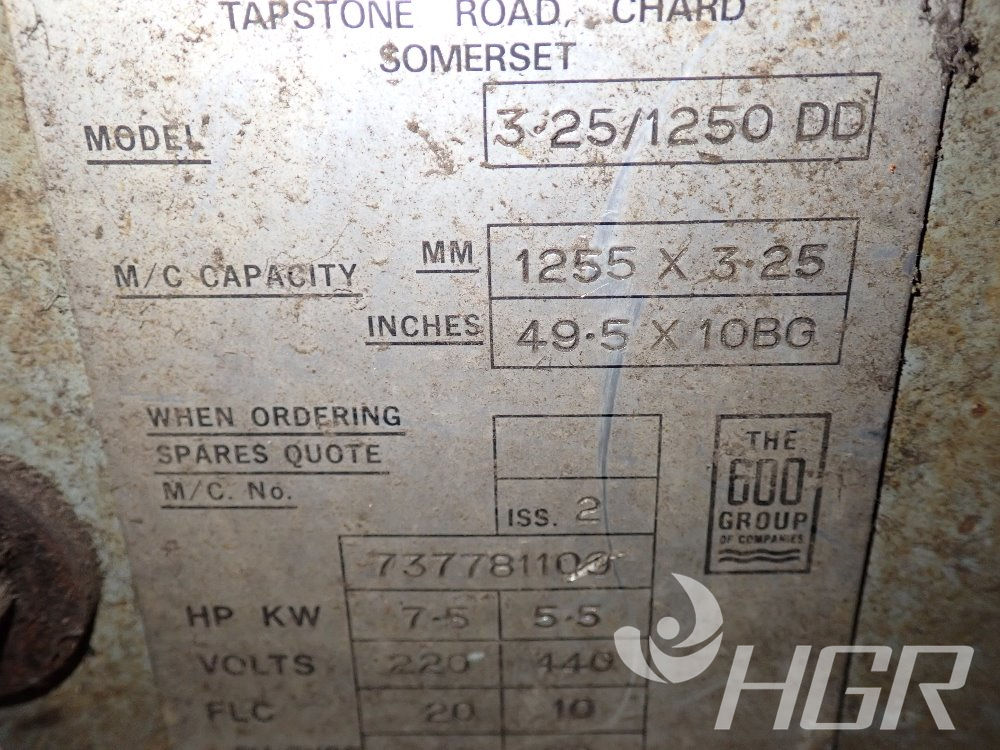 TAPSTONE ROAD, CHARD
SOMERSET
MODEL 3·25/1250 DD
M/C CAPACITY MM 1255 X 3·25
INCHES 49·5 X 10BG
WHEN ORDERING
SPARES QUOTE
M/C. No.
ISS. 2
THE
600
GROUP
OF COMPANIES
737781100
HP KW 7·5 5·5
VOLTS 220 440
FLC 20 10
HGR